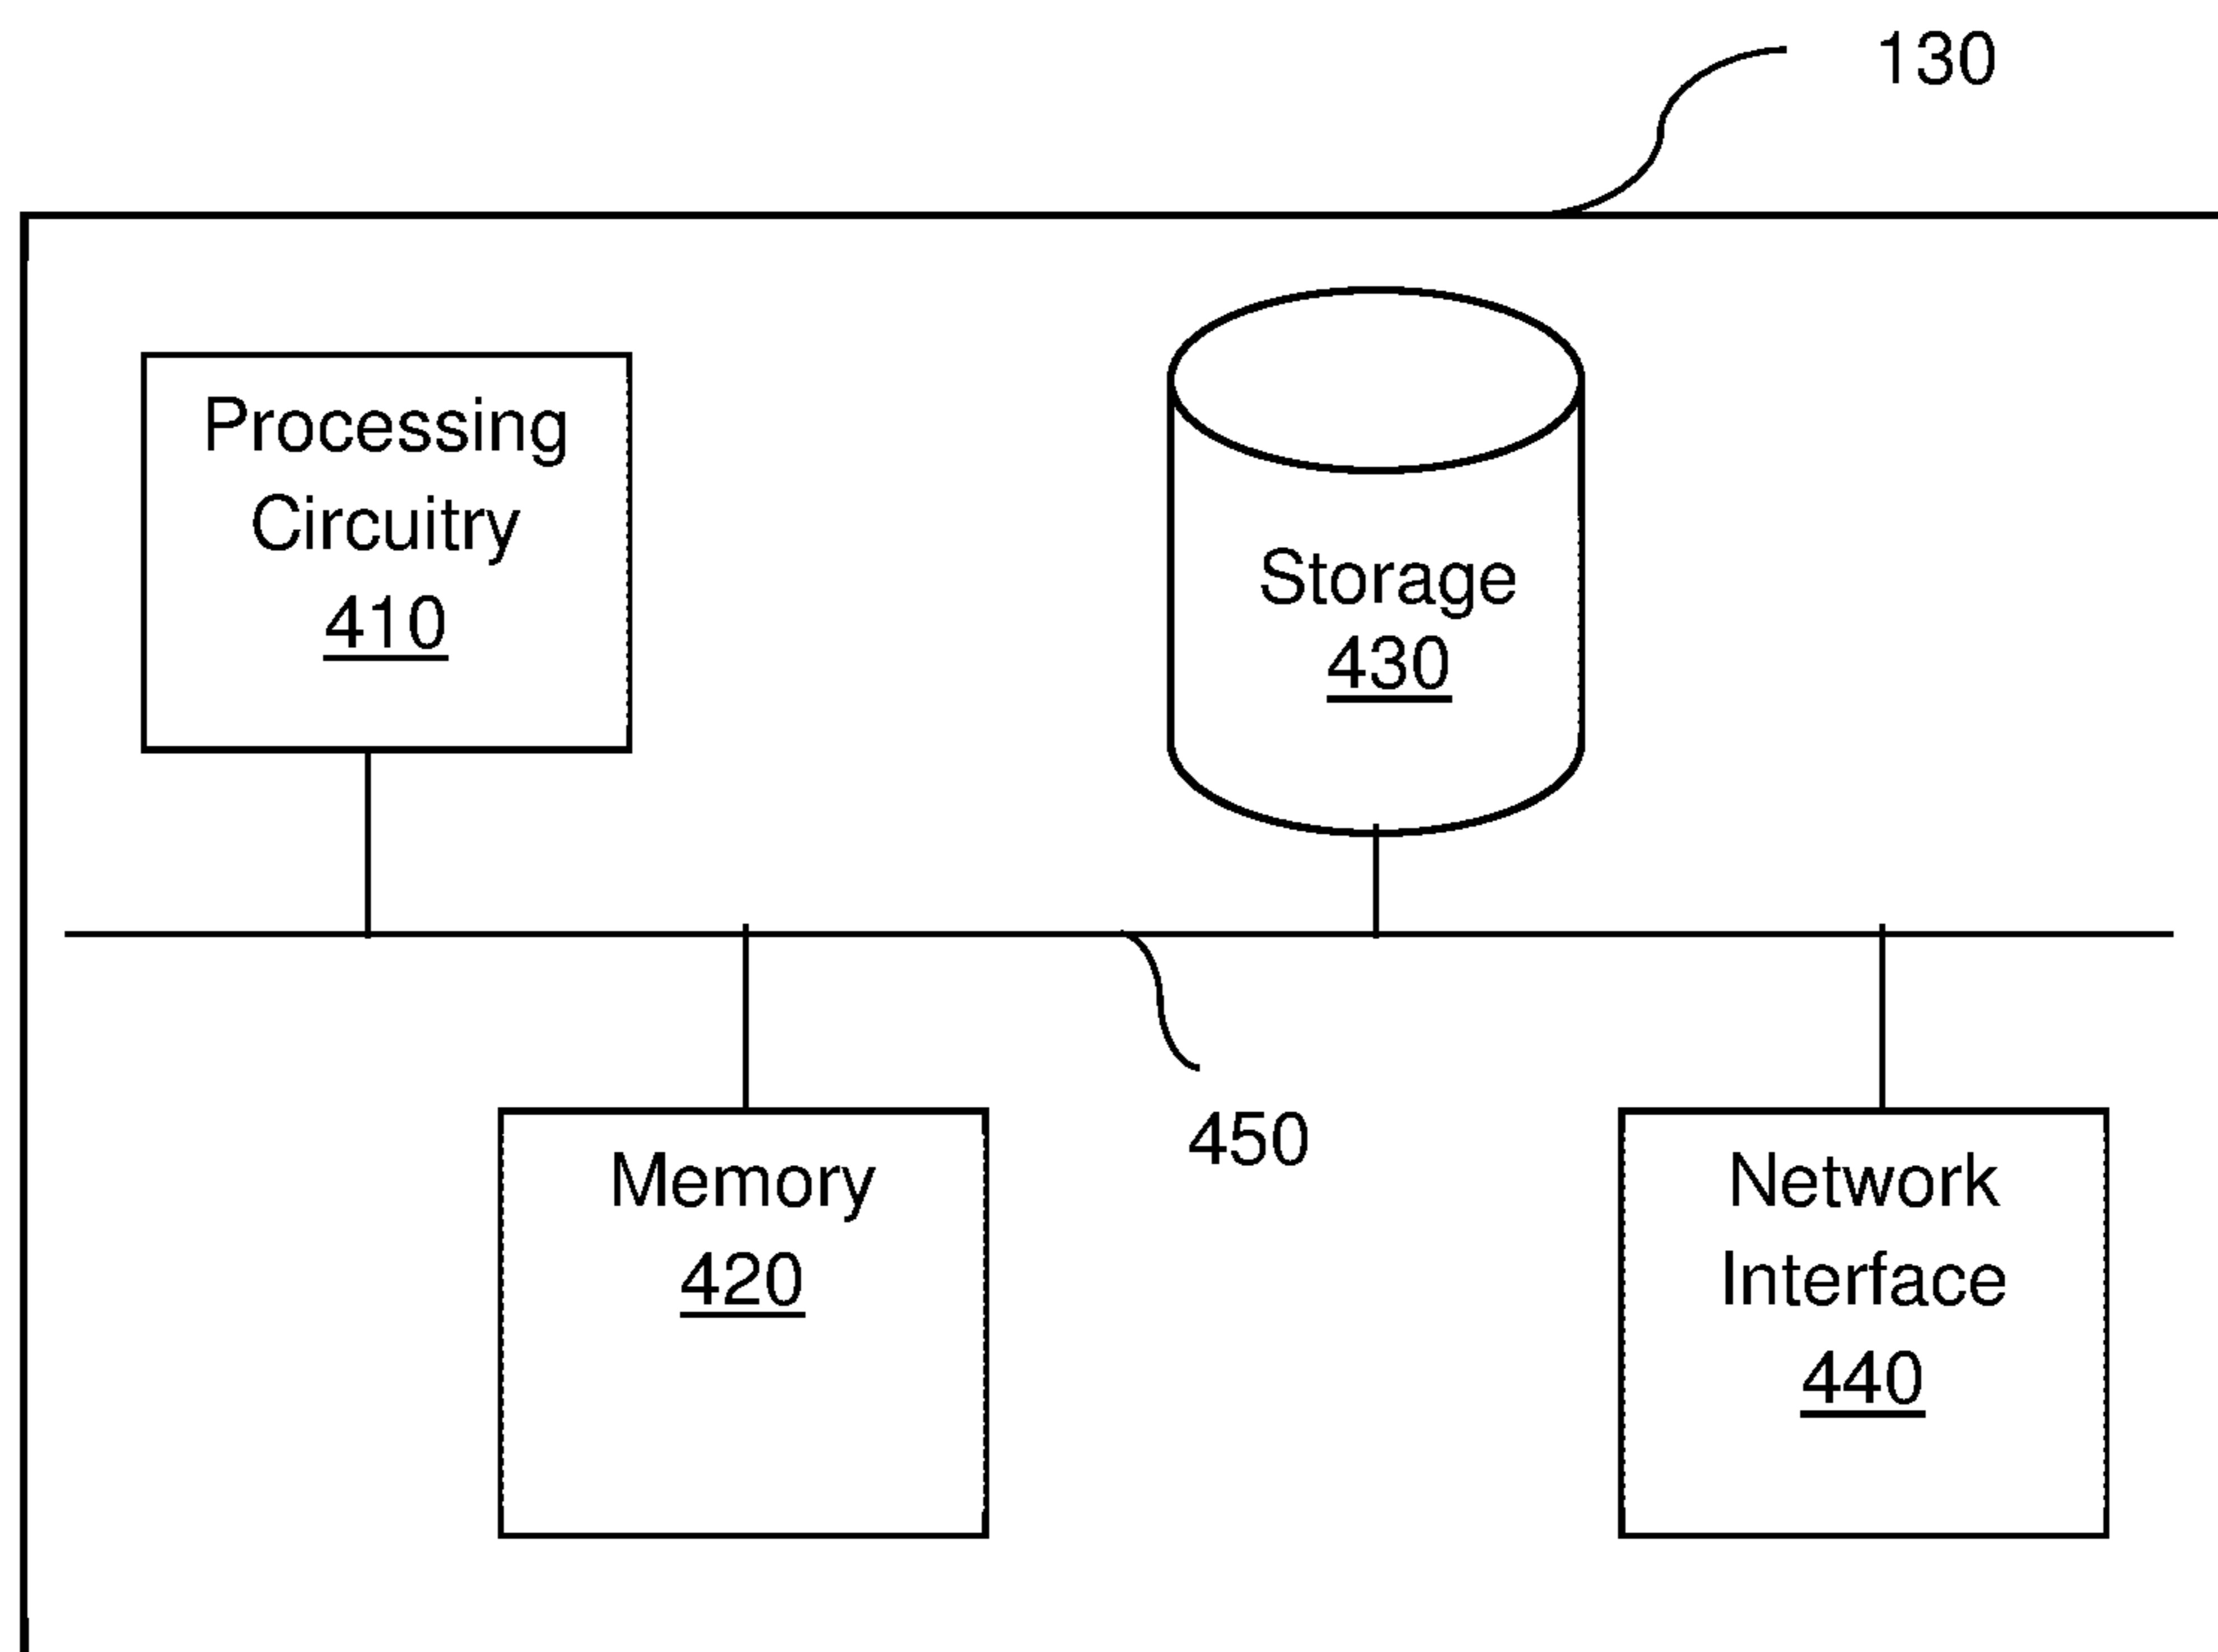 130
Processing
Circuitry
410
Storage
430
450
Memory
420
Network
Interface
440